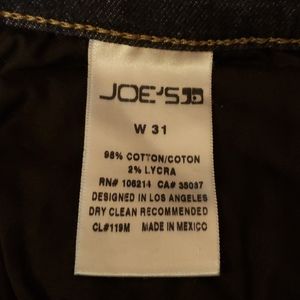 JOE'S
W 31
98% COTTON/COTON
2% LYCRA
RN# 106214 CA# 35087
DESIGNED IN LOS ANGELES
DRY CLEAN RECOMMENDED
CL#119M MADE IN MEXICO